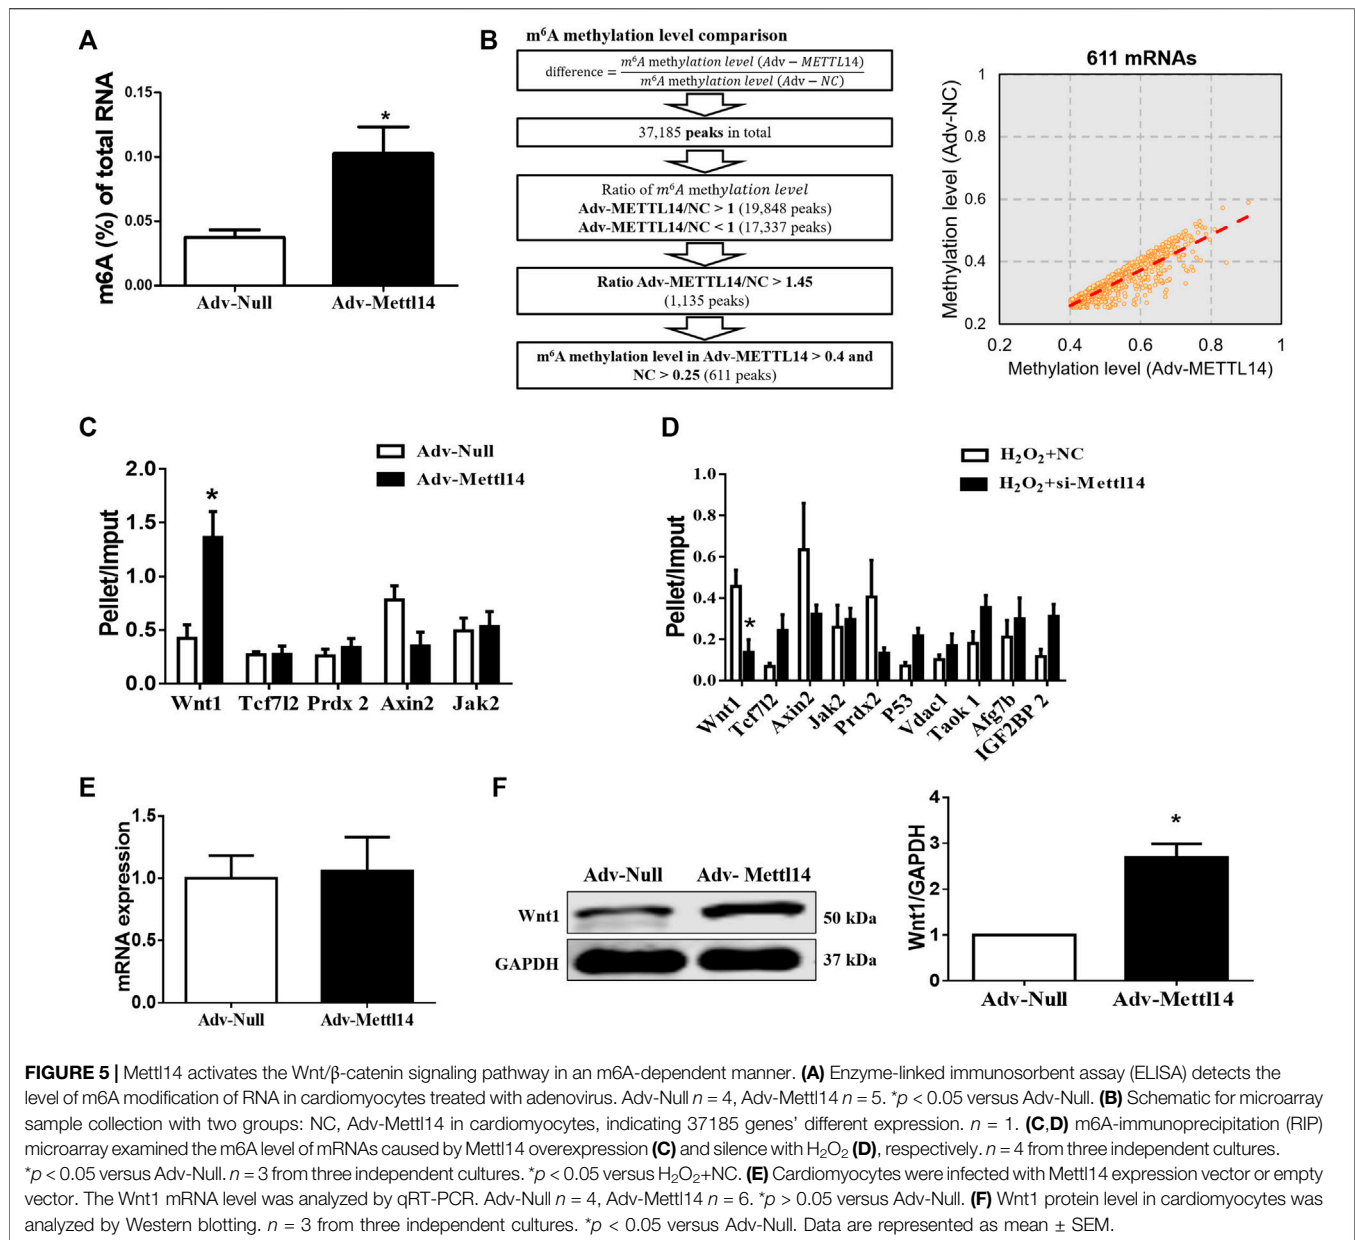 A
m6A (%) of total RNA
0.15
0.10
0.05
0.00
*
Adv-Null
Adv-Mettl14
B
m⁶A methylation level comparison
difference = m⁶A methylation level (Adv − METTL14) / m⁶A methylation level (Adv − NC)
37,185 peaks in total
Ratio of m⁶A methylation level
Adv-METTL14/NC > 1 (19,848 peaks)
Adv-METTL14/NC < 1 (17,337 peaks)
Ratio Adv-METTL14/NC > 1.45
(1,135 peaks)
m⁶A methylation level in Adv-METTL14 > 0.4 and
NC > 0.25 (611 peaks)
611 mRNAs
Methylation level (Adv-NC)
1
0.8
0.6
0.4
0.2
0.2 0.4 0.6 0.8 1
Methylation level (Adv-METTL14)
C
Adv-Null
Adv-Mettl14
Pellet/Imput
2.0
1.5
1.0
0.5
0.0
*
Wnt1 Tcf7l2 Prdx 2 Axin2 Jak2
D
H₂O₂+NC
H₂O₂+si-Mettl14
Pellet/Imput
1.0
0.8
0.6
0.4
0.2
0.0
*
Wnt1 Tcf7l2 Axin2 Jak2 Prdx2 P53 Vdac1 Taok 1 Afg7b IGF2BP 2
E
mRNA expression
1.5
1.0
0.5
0.0
Adv-Null
Adv-Mettl14
F
Adv-Null Adv- Mettl14
Wnt1
50 kDa
GAPDH
37 kDa
Wnt1/GAPDH
4
3
2
1
0
*
Adv-Null
Adv-Mettl14
FIGURE 5 | Mettl14 activates the Wnt/β-catenin signaling pathway in an m6A-dependent manner. (A) Enzyme-linked immunosorbent assay (ELISA) detects the
level of m6A modification of RNA in cardiomyocytes treated with adenovirus. Adv-Null n = 4, Adv-Mettl14 n = 5. *p < 0.05 versus Adv-Null. (B) Schematic for microarray
sample collection with two groups: NC, Adv-Mettl14 in cardiomyocytes, indicating 37185 genes' different expression. n = 1. (C,D) m6A-immunoprecipitation (RIP)
microarray examined the m6A level of mRNAs caused by Mettl14 overexpression (C) and silence with H₂O₂ (D), respectively. n = 4 from three independent cultures.
*p < 0.05 versus Adv-Null. n = 3 from three independent cultures. *p < 0.05 versus H₂O₂+NC. (E) Cardiomyocytes were infected with Mettl14 expression vector or empty
vector. The Wnt1 mRNA level was analyzed by qRT-PCR. Adv-Null n = 4, Adv-Mettl14 n = 6. *p > 0.05 versus Adv-Null. (F) Wnt1 protein level in cardiomyocytes was
analyzed by Western blotting. n = 3 from three independent cultures. *p < 0.05 versus Adv-Null. Data are represented as mean ± SEM.